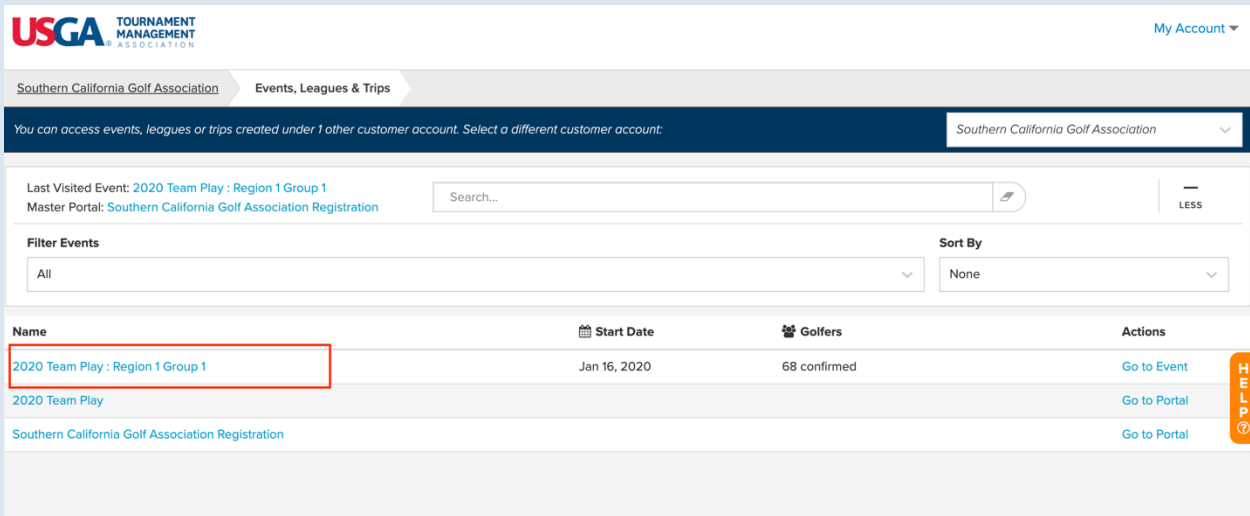 USGA® TOURNAMENT
MANAGEMENT
ASSOCIATION
My Account
Southern California Golf Association
Events, Leagues & Trips
You can access events, leagues or trips created under 1 other customer account. Select a different customer account:
Southern California Golf Association
Last Visited Event: 2020 Team Play : Region 1 Group 1
Master Portal: Southern California Golf Association Registration
Search...
LESS
Filter Events
Sort By
All
None
Name
Start Date
Golfers
Actions
2020 Team Play : Region 1 Group 1
Jan 16, 2020
68 confirmed
Go to Event
2020 Team Play
Go to Portal
Southern California Golf Association Registration
Go to Portal
HELP?